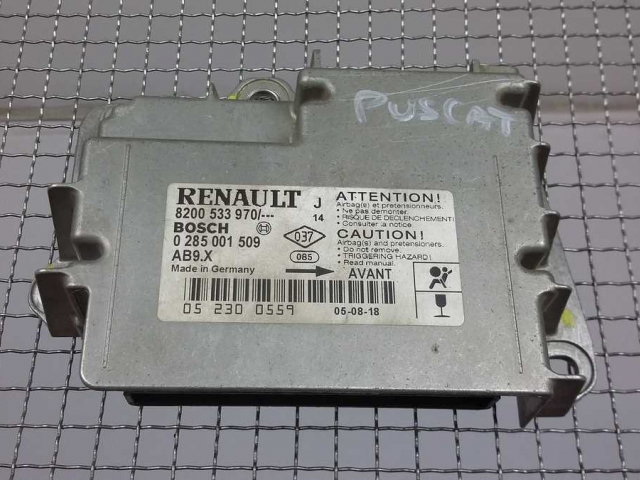 PUSCAT
RENAULT J
8200 533 970/--- 14
BOSCH
0 285 001 509
AB9.X
Made in Germany
037
085
AVANT
ATTENTION!
Airbag(s) et pretensionneurs.
• Ne pas demonter.
• RISQUE DE DECLENCHEMENT!
• Consulter la notice.
CAUTION!
Airbag(s) and pretensioners.
• Do not remove.
• TRIGGERING HAZARD!
• Read manual.
05 230 0559
05-08-18